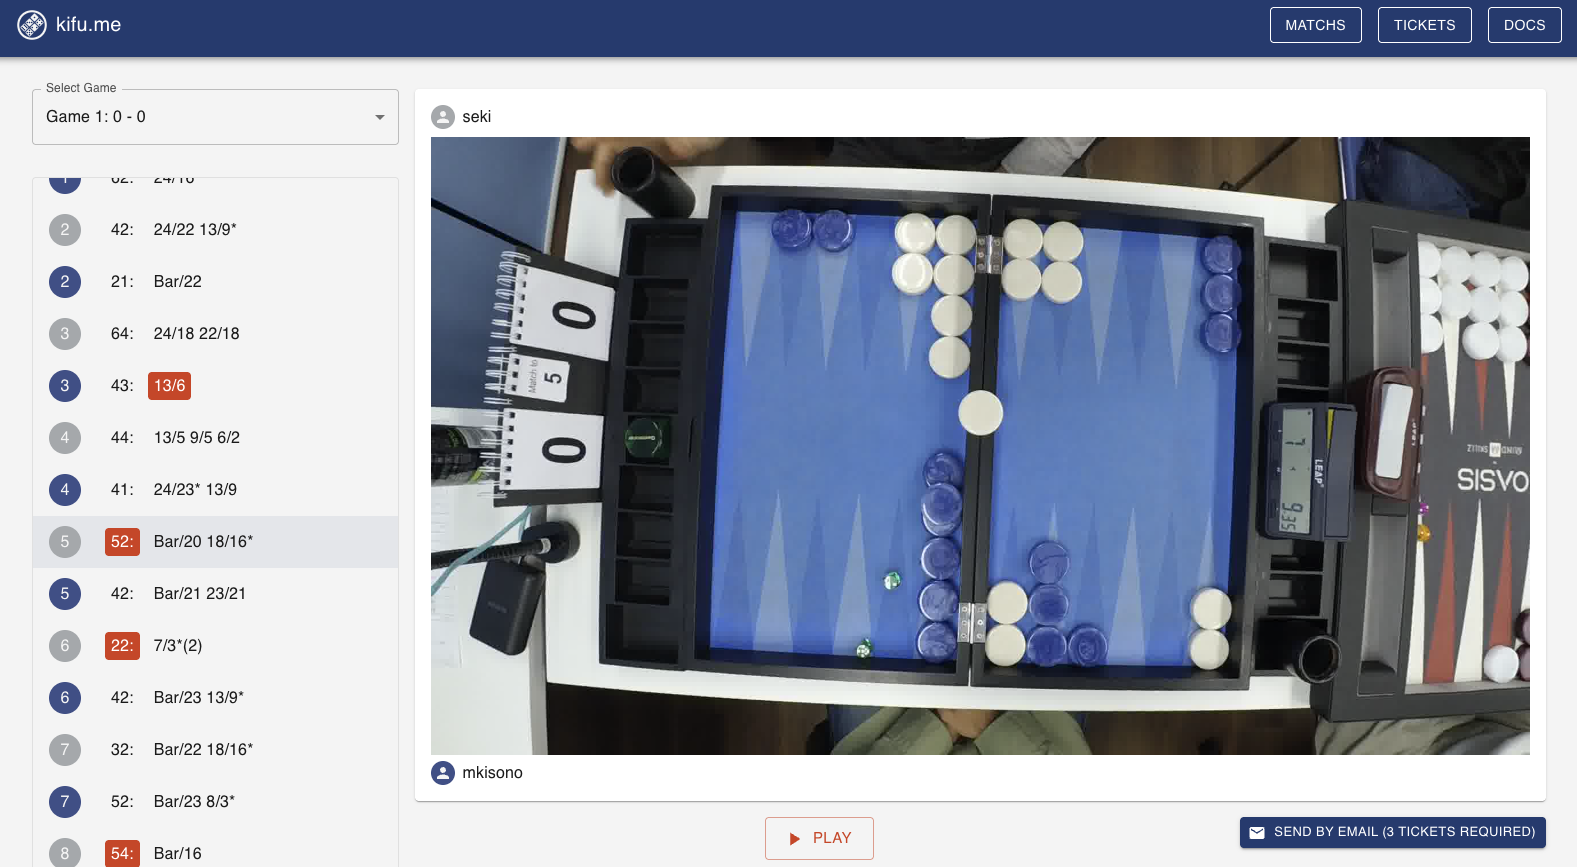 kifu.me
MATCHS
TICKETS
DOCS
Select Game
Game 1: 0 - 0
1 62: 24/16
2 42: 24/22 13/9*
2 21: Bar/22
3 64: 24/18 22/18
3 43: 13/6
4 44: 13/5 9/5 6/2
4 41: 24/23* 13/9
5 52: Bar/20 18/16*
5 42: Bar/21 23/21
6 22: 7/3*(2)
6 42: Bar/23 13/9*
7 32: Bar/22 18/16*
7 52: Bar/23 8/3*
8 54: Bar/16
seki
0
Match to 5
0
LEAP
SISVO
mkisono
PLAY
SEND BY EMAIL (3 TICKETS REQUIRED)